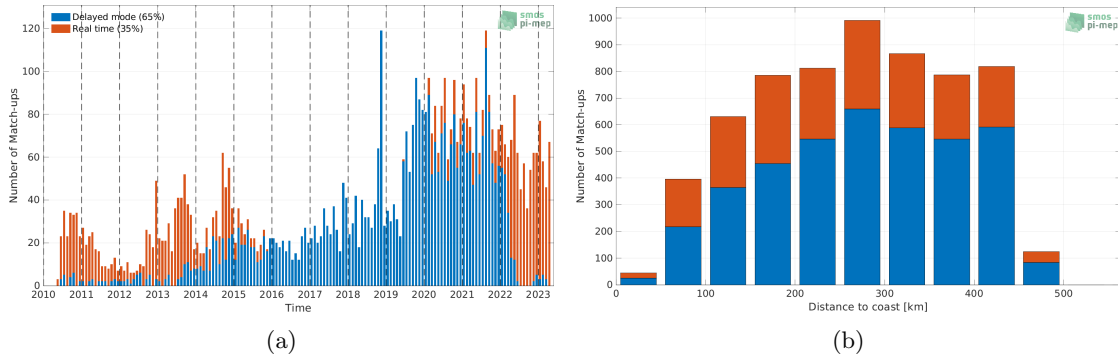 120
100
80
60
40
20
0
Number of Match-ups
Delayed mode (65%)
Real time (35%)
smos
pi-mep
2010 2011 2012 2013 2014 2015 2016 2017 2018 2019 2020 2021 2022 2023
Time
(a)
1000
900
800
700
600
500
400
300
200
100
0
Number of Match-ups
smos
pi-mep
0 100 200 300 400 500
Distance to coast [km]
(b)